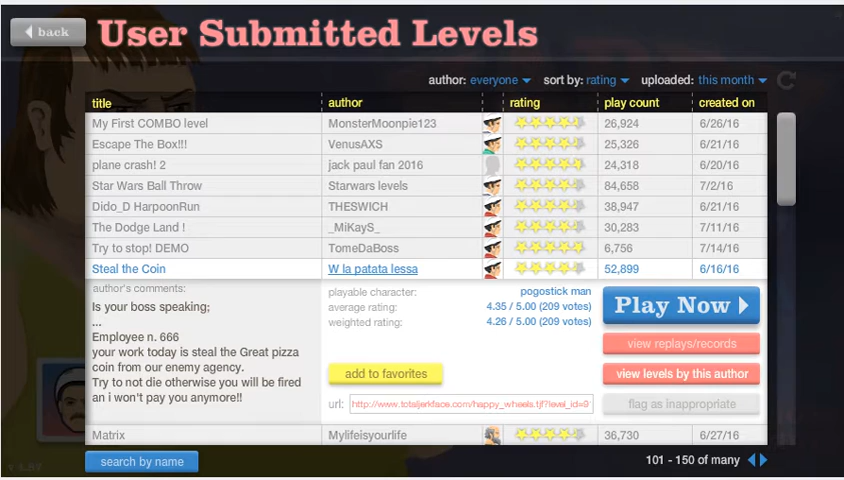 back
User Submitted Levels
author: everyone sort by: rating uploaded: this month
title author rating play count created on
My First COMBO level MonsterMoonpie123 26,924 6/26/16
Escape The Box!!! VenusAXS 25,326 6/21/16
plane crash! 2 jack paul fan 2016 24,318 6/20/16
Star Wars Ball Throw Starwars levels 84,658 7/2/16
Dido_D HarpoonRun THESWICH 38,947 6/21/16
The Dodge Land ! _MiKayS_ 30,283 7/11/16
Try to stop! DEMO TomeDaBoss 6,756 7/14/16
Steal the Coin W la patata lessa 52,899 6/16/16
author's comments:
Is your boss speaking;
...
Employee n. 666
your work today is steal the Great pizza
coin from our enemy agency.
Try to not die otherwise you will be fired
an i won't pay you anymore!!
playable character: pogostick man
average rating: 4.35 / 5.00 (209 votes)
weighted rating: 4.26 / 5.00 (209 votes)
add to favorites
url: http://www.totaljerkface.com/happy_wheels.tjf?level_id=9
Play Now
view replays/records
view levels by this author
flag as inappropriate
Matrix Mylifeisyourlife 36,730 6/27/16
search by name
101 - 150 of many